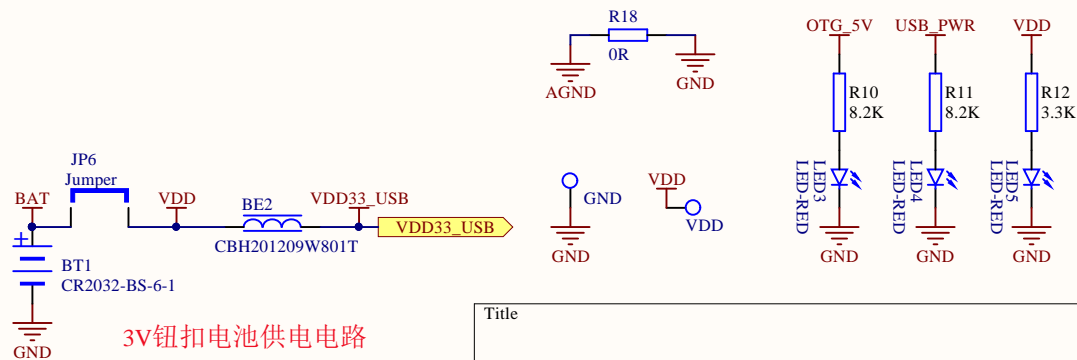 R18
0R
AGND
GND
OTG_5V
USB_PWR
VDD
R10
8.2K
R11
8.2K
R12
3.3K
LED3
LED-RED
LED4
LED-RED
LED5
LED-RED
GND
GND
GND
JP6
Jumper
BAT
VDD
BE2
VDD33_USB
VDD33_USB
CBH201209W801T
+
BT1
CR2032-BS-6-1
GND
GND
GND
VDD
VDD
3V钮扣电池供电电路
Title